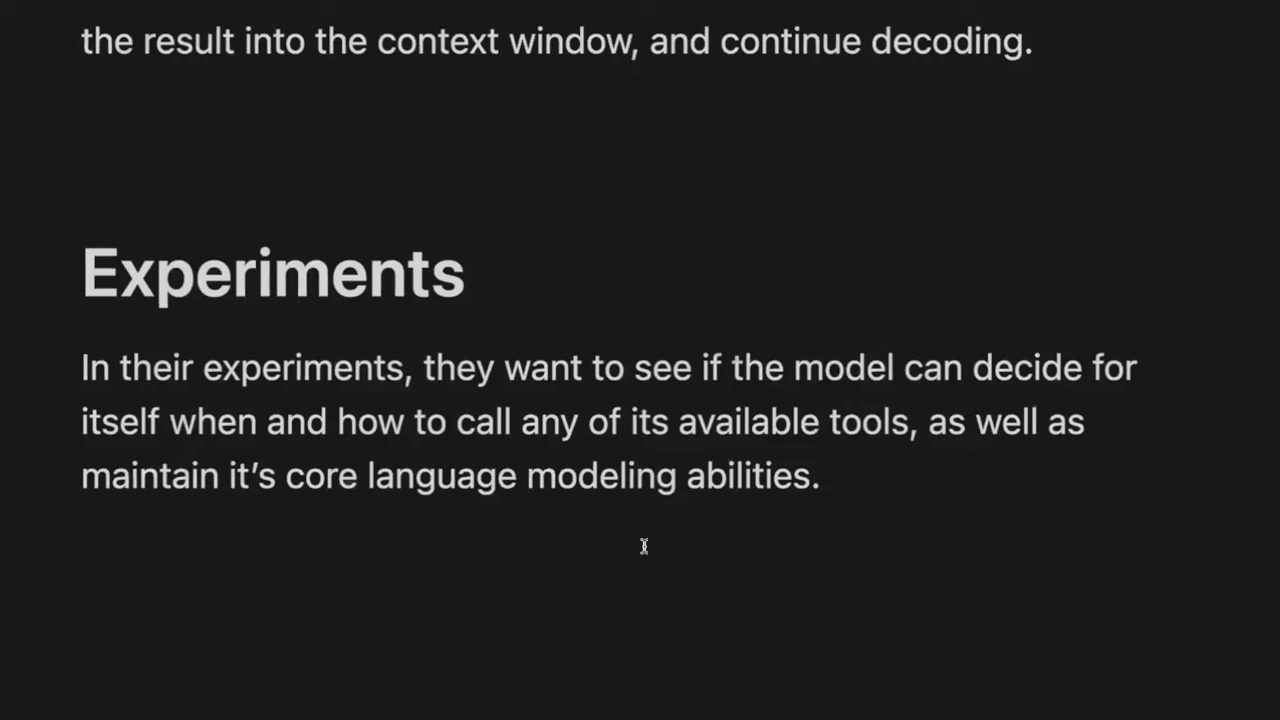 the result into the context window, and continue decoding.
Experiments
In their experiments, they want to see if the model can decide for
itself when and how to call any of its available tools, as well as
maintain it’s core language modeling abilities.